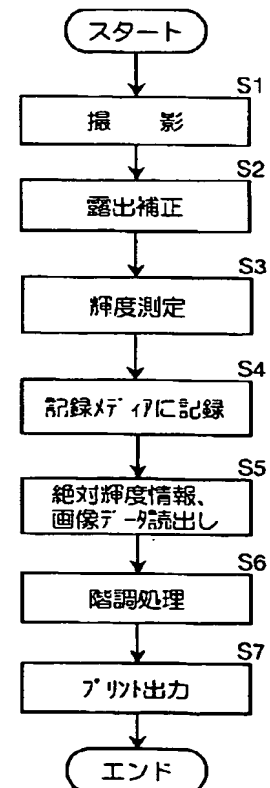 スタート
S1
撮 影
S2
露出補正
S3
輝度測定
S4
記録ﾒﾃﾞｨｱに記録
S5
絶対輝度情報、
画像ﾃﾞｰﾀ読出し
S6
階調処理
S7
ﾌﾟﾘﾝﾄ出力
エンド